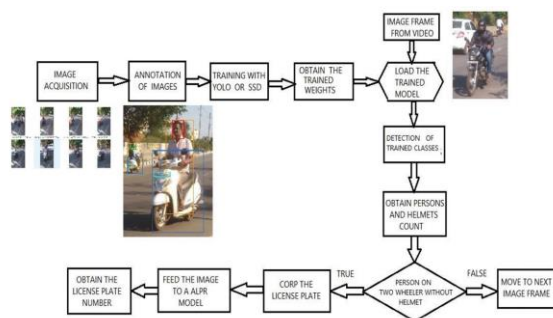 IMAGE FRAME
FROM VIDEO
IMAGE
ACQUISITION
ANNOTATION
OF IMAGES
TRAINING WITH
YOLO OR SSD
OBTAIN THE
TRAINED
WEIGHTS
LOAD THE
TRAINED
MODEL
DETECTION OF
TRAINED CLASSES
OBTAIN PERSONS
AND HELMETS
COUNT
PERSON ON
TWO WHEELER WITHOUT
HELMET
TRUE
FALSE
MOVE TO NEXT
IMAGE FRAME
CORP THE
LICENSE PLATE
FEED THE IMAGE
TO A ALPR
MODEL
OBTAIN THE
LICENSE PLATE
NUMBER